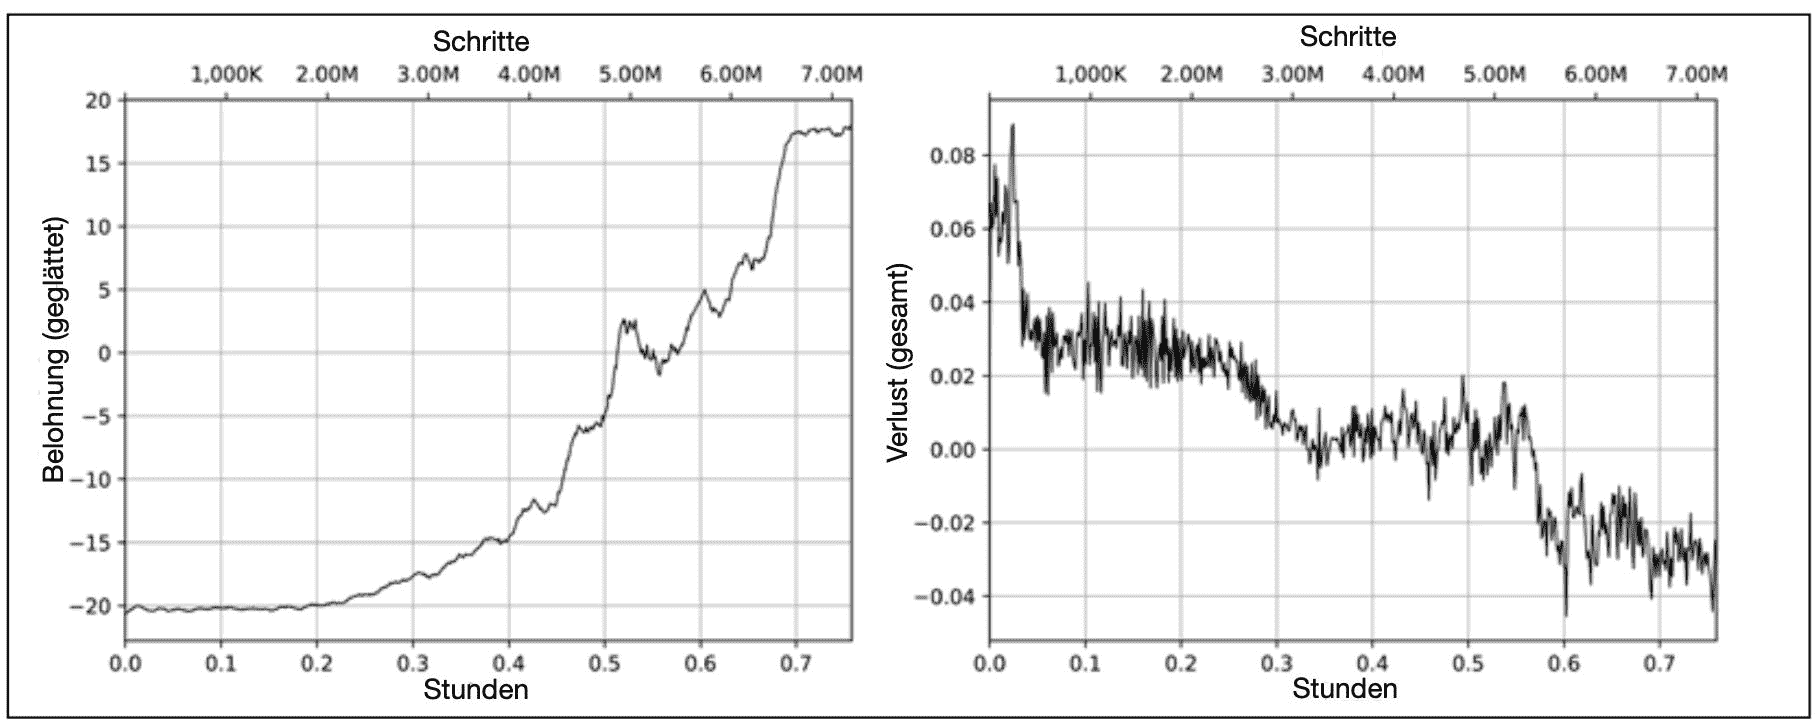 Schritte
1,000K 2.00M 3.00M 4.00M 5.00M 6.00M 7.00M
20
15
10
5
0
−5
−10
−15
−20
Belohnung (geglättet)
0.0 0.1 0.2 0.3 0.4 0.5 0.6 0.7
Stunden
Schritte
1,000K 2.00M 3.00M 4.00M 5.00M 6.00M 7.00M
0.08
0.06
0.04
0.02
0.00
−0.02
−0.04
Verlust (gesamt)
0.0 0.1 0.2 0.3 0.4 0.5 0.6 0.7
Stunden